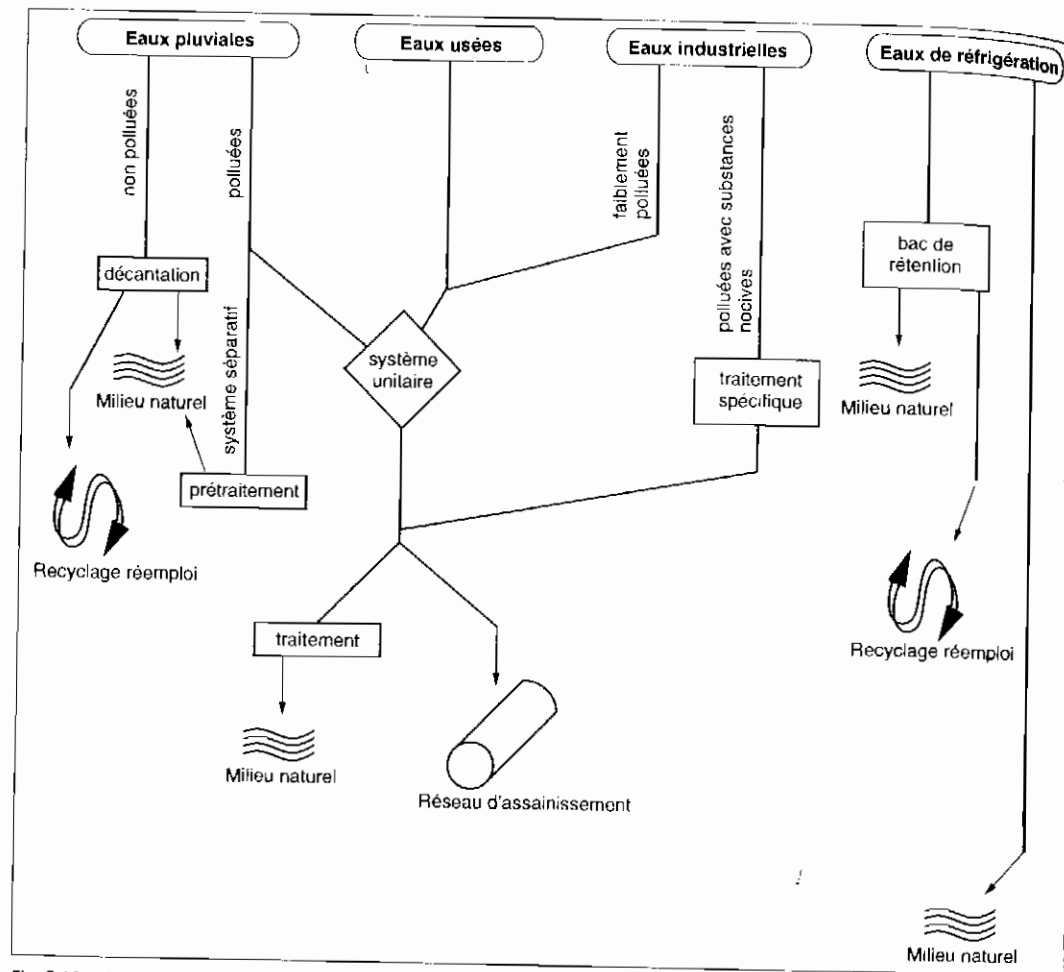 Eaux pluviales
Eaux usées
Eaux industrielles
Eaux de réfrigération
non polluées
polluées
faiblement
polluées
polluées avec substances
nocives
décantation
bac de
rétention
système séparatif
système
unitaire
traitement
spécifique
Milieu naturel
Milieu naturel
prétraitement
Recyclage réemploi
traitement
Recyclage réemploi
Milieu naturel
Réseau d'assainissement
Milieu naturel